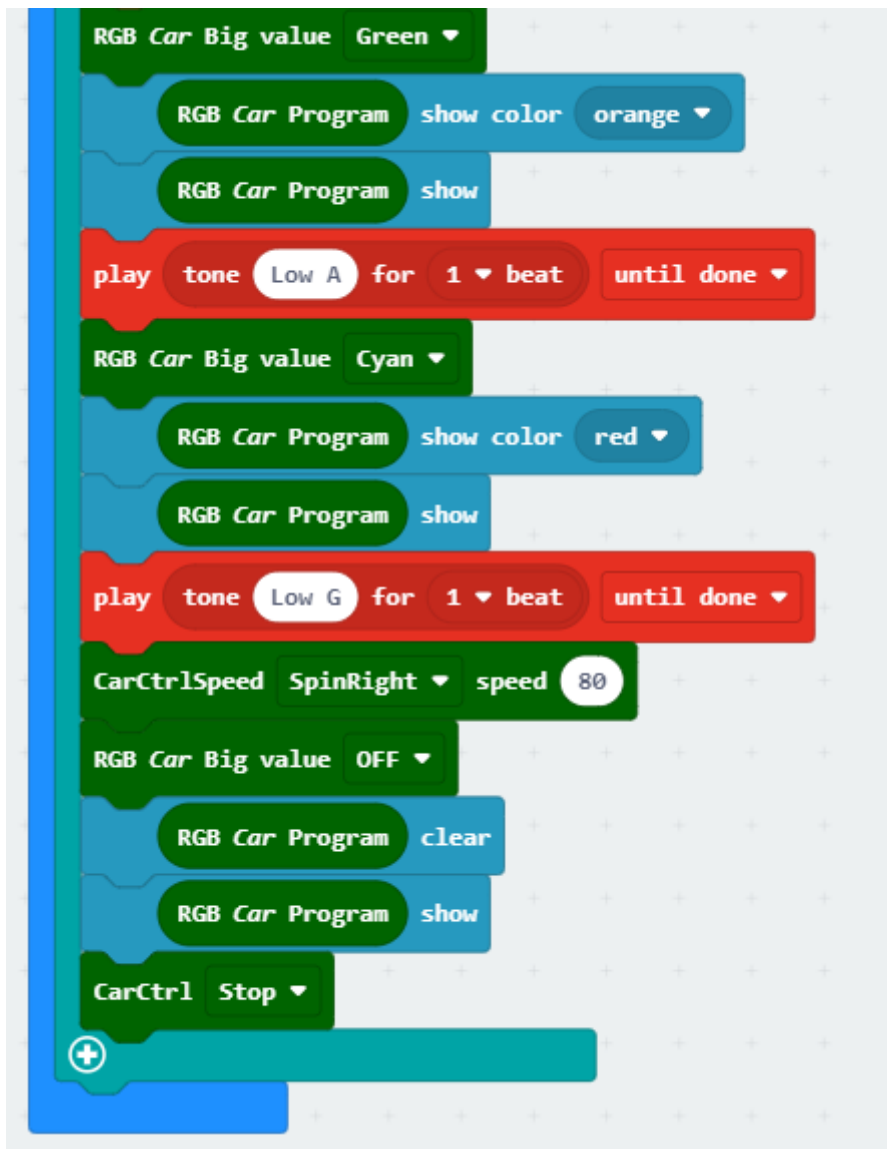 RGB Car Big value Green
RGB Car Program show color orange
RGB Car Program show
play tone Low A for 1 beat until done
RGB Car Big value Cyan
RGB Car Program show color red
RGB Car Program show
play tone Low G for 1 beat until done
CarCtrlSpeed SpinRight speed 80
RGB Car Big value OFF
RGB Car Program clear
RGB Car Program show
CarCtrl Stop